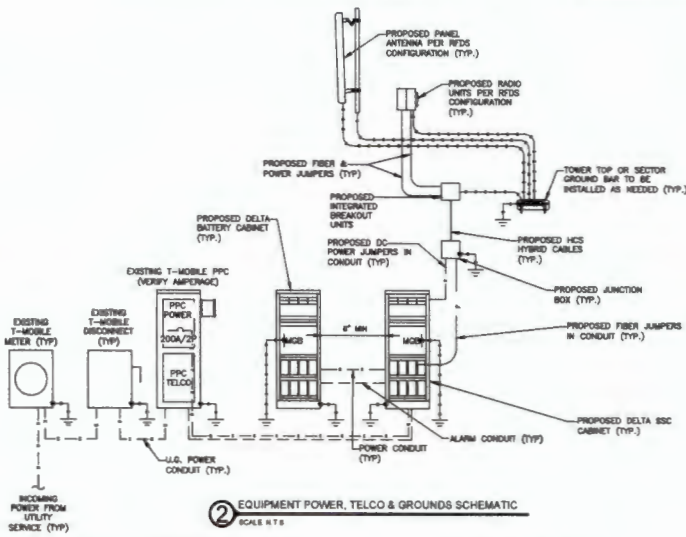 PROPOSED PANEL
ANTENNA PER RFDS
CONFIGURATION (TYP.)
PROPOSED RADIO
UNITS PER RFDS
CONFIGURATION
(TYP.)
PROPOSED FIBER &
POWER JUMPERS (TYP)
TOWER TOP OR SECTOR
GROUND BAR TO BE
INSTALLED AS NEEDED (TYP.)
PROPOSED
INTEGRATED
BREAKOUT
UNITS
PROPOSED DELTA
BATTERY CABINET
(TYP.)
PROPOSED DC
POWER JUMPERS IN
CONDUIT (TYP)
PROPOSED HCS
HYBRID CABLES
(TYP.)
EXISTING T-MOBILE PPC
(VERIFY AMPERAGE)
PROPOSED JUNCTION
BOX (TYP.)
EXISTING
T-MOBILE
METER (TYP)
EXISTING
T-MOBILE
DISCONNECT (TYP)
PPC
POWER
200A/2P
PPC
TELCO
MGB
6" MIN
MGB
PROPOSED FIBER JUMPERS
IN CONDUIT (TYP.)
PROPOSED DELTA SSC
CABINET (TYP.)
ALARM CONDUIT (TYP)
POWER CONDUIT
(TYP)
U.G. POWER
CONDUIT (TYP.)
INCOMING
POWER FROM
UTILITY
SERVICE (TYP)
2 EQUIPMENT POWER, TELCO & GROUNDS SCHEMATIC
SCALE: N.T.S